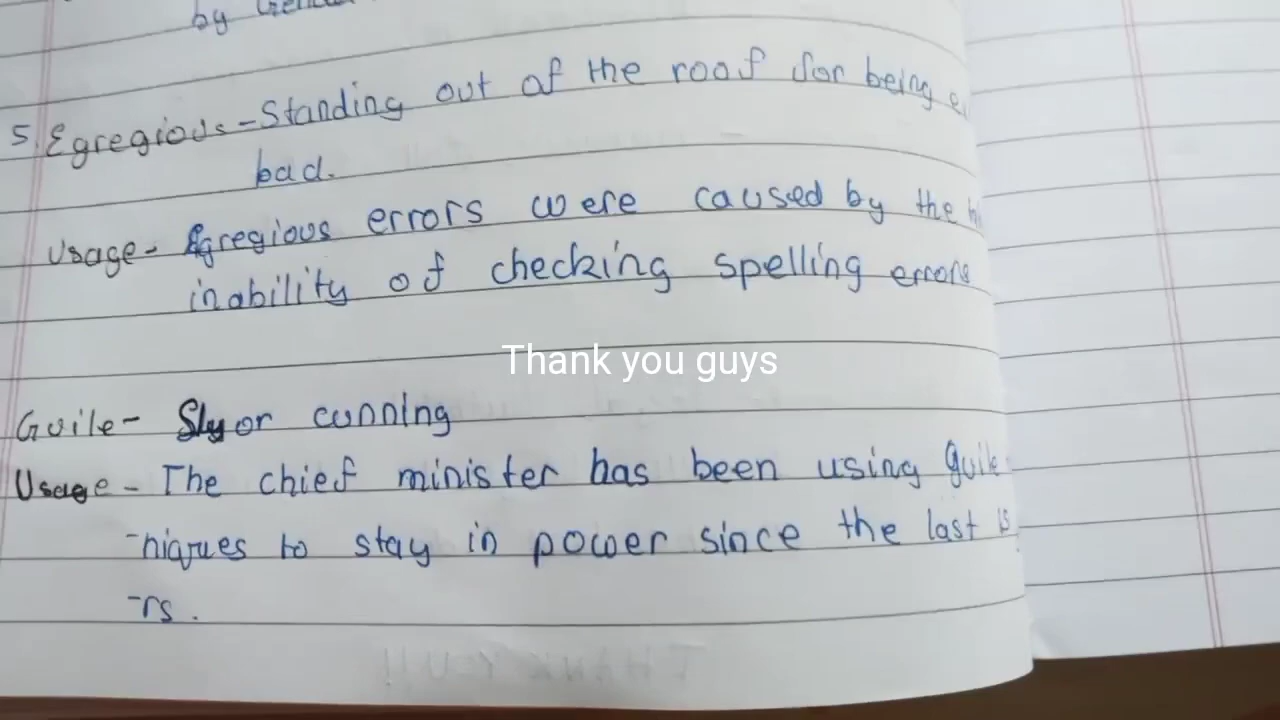 by
5. Egregious - Standing out of the roof for being
bad.
Usage - Egregious errors were caused by the
inability of checking spelling errors
Thank you guys
Guile - Sly or cunning
Usage - The chief minister has been using guile
-niques to stay in power since the last 15
-rs.